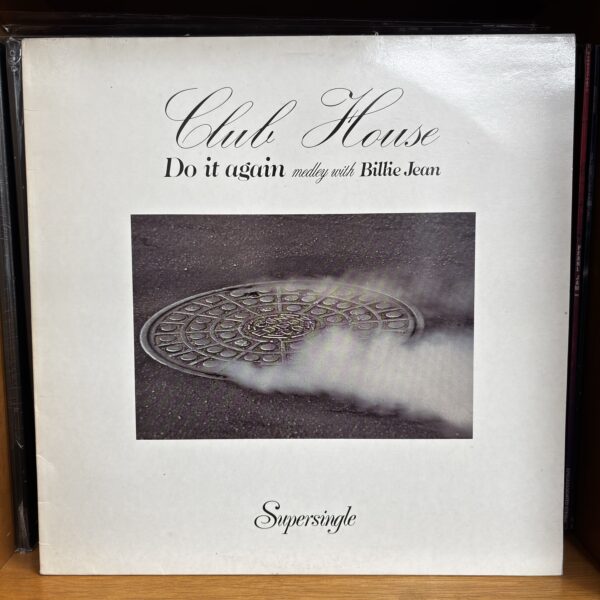 Club House
Do it again medley with Billie Jean
Supersingle